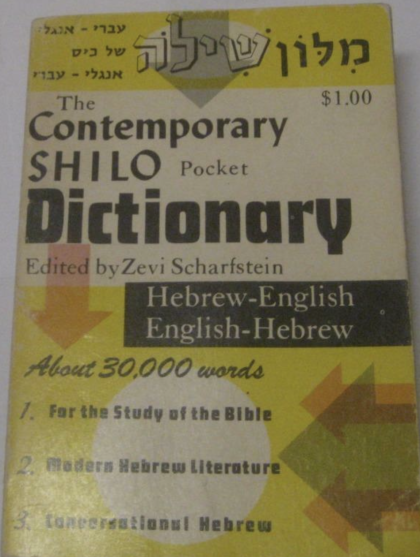 עברי - אנגלי
של כיס
אנגלי - עברי
מִלּוֹן שִׁילֹה
The
$1.00
Contemporary
SHILO Pocket
Dictionary
Edited by Zevi Scharfstein
Hebrew-English
English-Hebrew
About 30,000 words
1. For the Study of the Bible
2. Modern Hebrew Literature
3. Conversational Hebrew